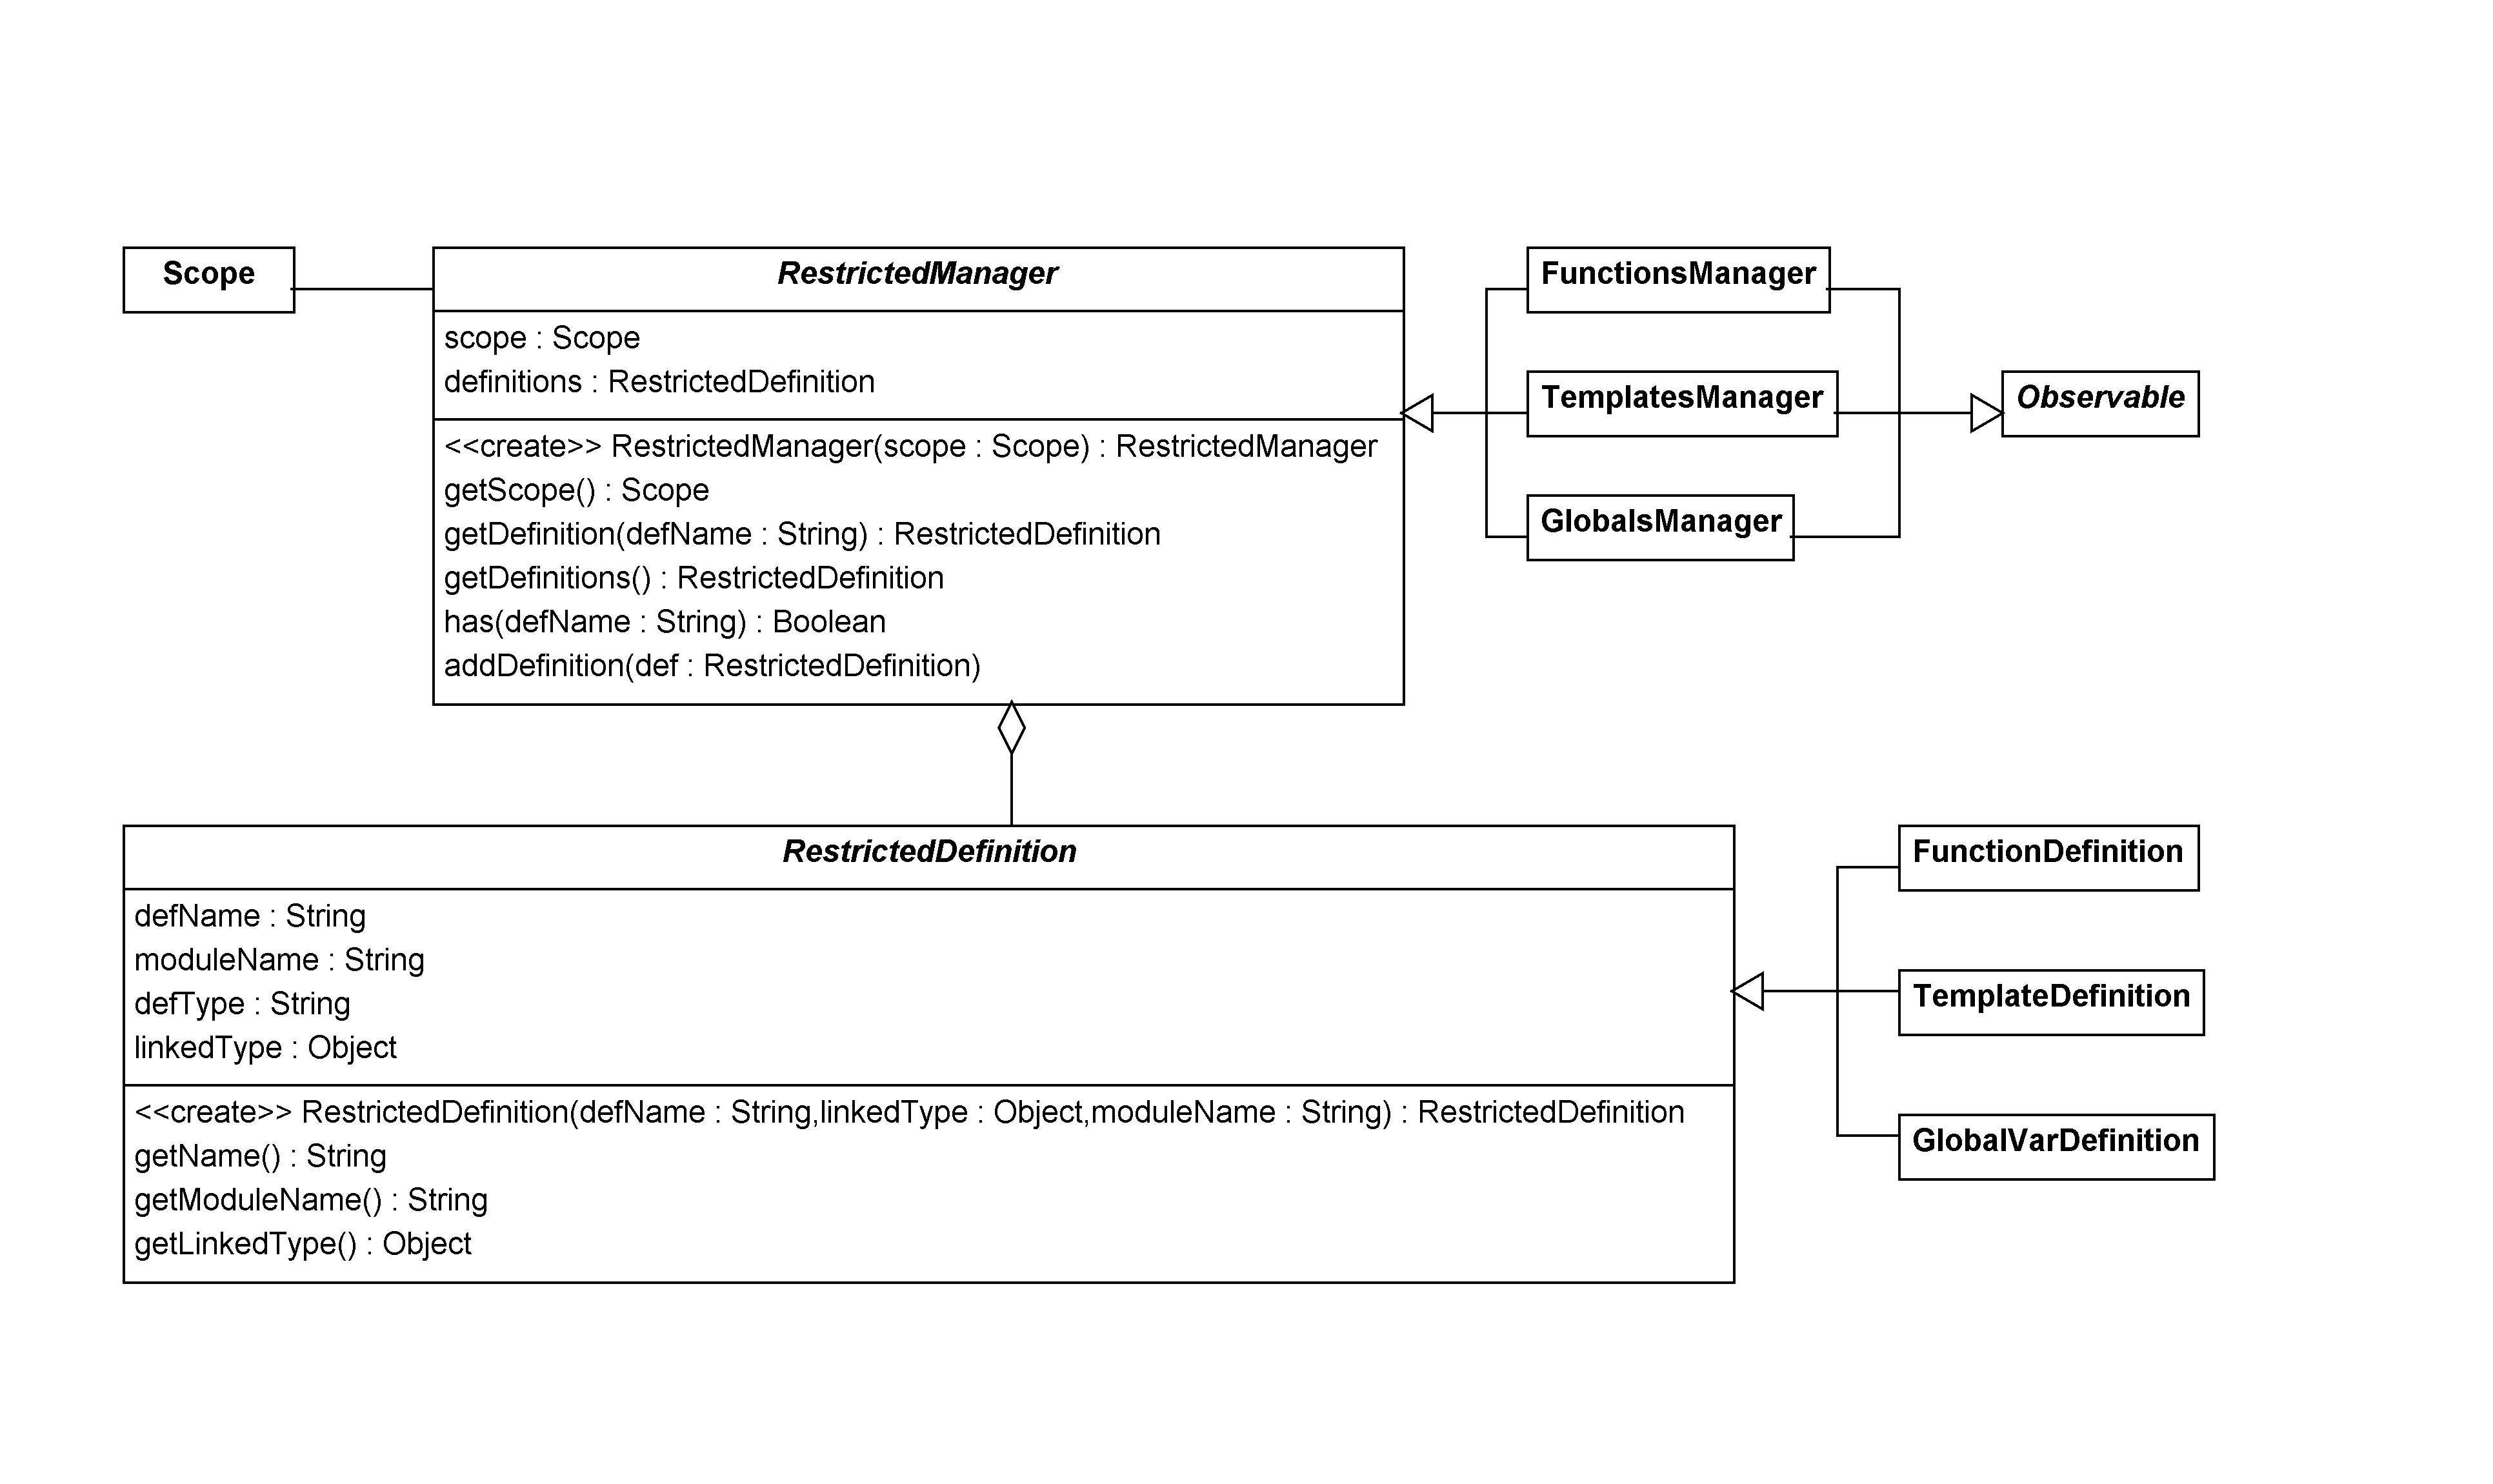 Scope
RestrictedManager
scope : Scope
definitions : RestrictedDefinition
<<create>> RestrictedManager(scope : Scope) : RestrictedManager
getScope() : Scope
getDefinition(defName : String) : RestrictedDefinition
getDefinitions() : RestrictedDefinition
has(defName : String) : Boolean
addDefinition(def : RestrictedDefinition)
FunctionsManager
TemplatesManager
GlobalsManager
Observable
RestrictedDefinition
defName : String
moduleName : String
defType : String
linkedType : Object
<<create>> RestrictedDefinition(defName : String,linkedType : Object,moduleName : String) : RestrictedDefinition
getName() : String
getModuleName() : String
getLinkedType() : Object
FunctionDefinition
TemplateDefinition
GlobalVarDefinition